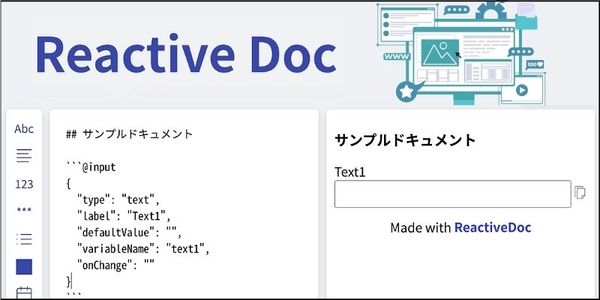 Reactive Doc
www
100
Abc
123
***
## サンプルドキュメント
```@input
{
"type": "text",
"label": "Text1",
"defaultValue": "",
"variableName": "text1",
"onChange": ""
}
```
サンプルドキュメント
Text1
Made with ReactiveDoc